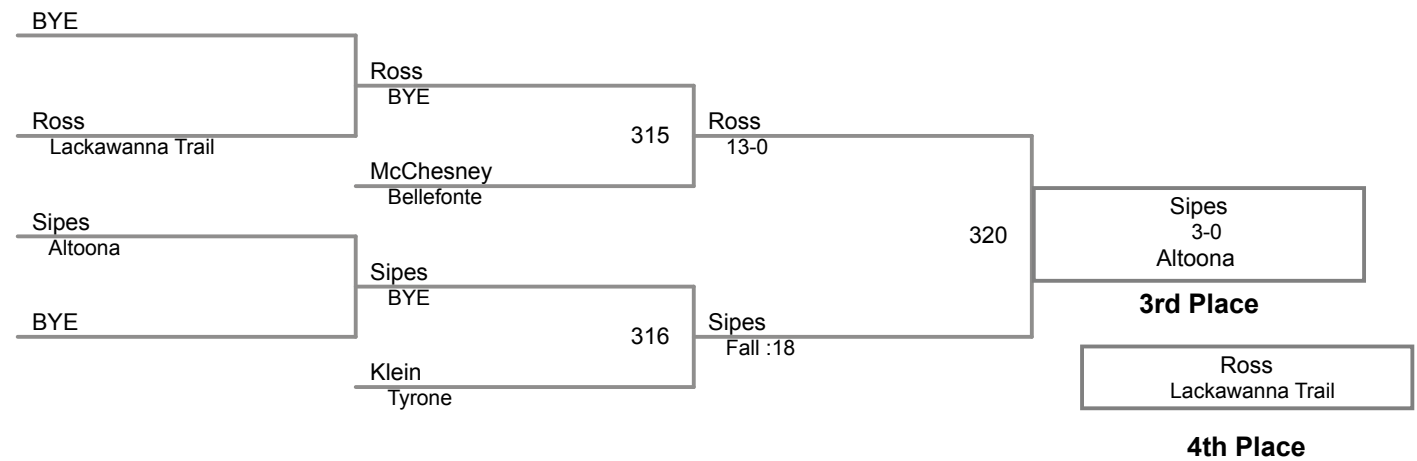 BYE
Ross
Lackawanna Trail
Sipes
Altoona
BYE
Ross
BYE
McChesney
Bellefonte
Sipes
BYE
Klein
Tyrone
315
316
Ross
13-0
Sipes
Fall :18
320
Sipes
3-0
Altoona
3rd Place
Ross
Lackawanna Trail
4th Place